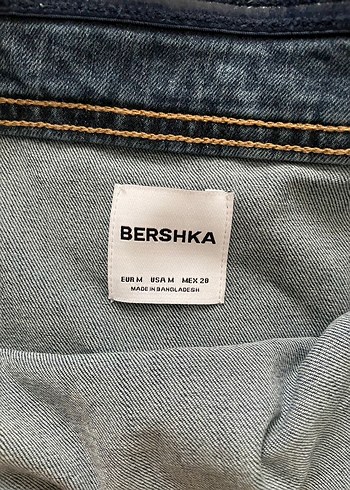 BERSHKA
EUR M USA M MEX 28
MADE IN BANGLADESH